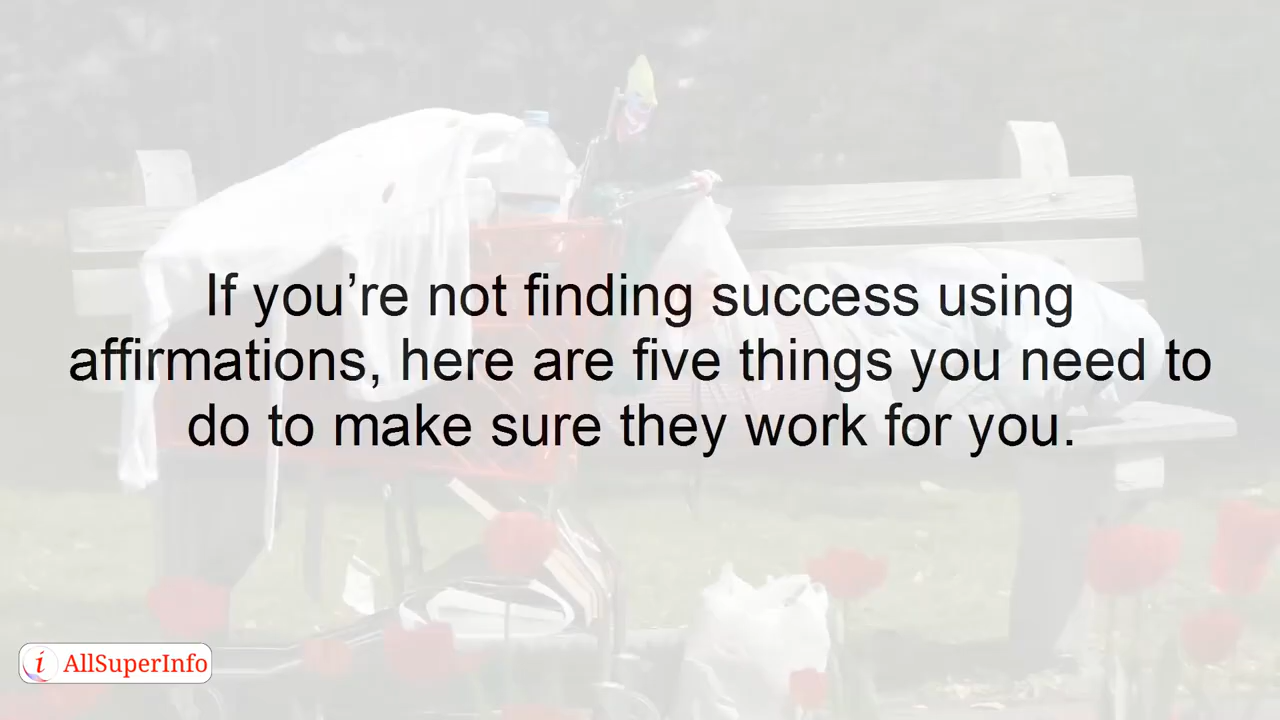 If you’re not finding success using
affirmations, here are five things you need to
do to make sure they work for you.
i AllSuperInfo